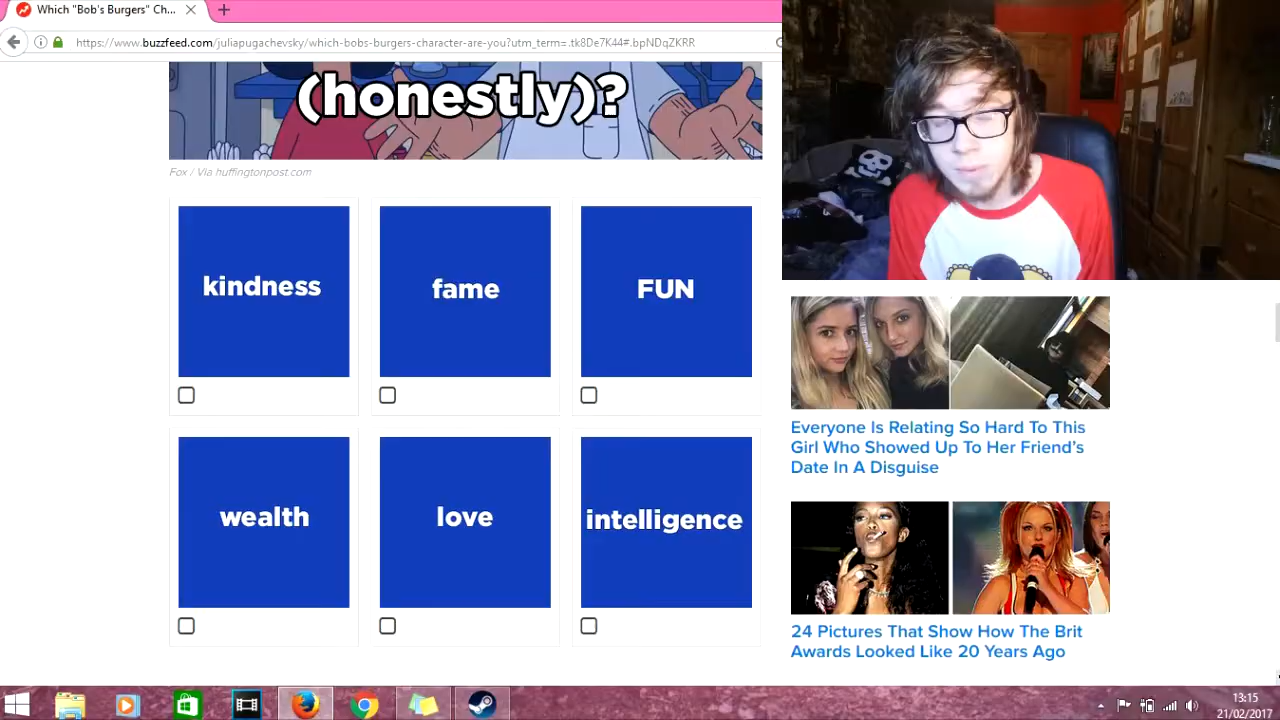 Which "Bob's Burgers" Ch...
https://www.buzzfeed.com/juliapugachevsky/which-bobs-burgers-character-are-you?utm_term=.tk8De7K44#.bpNDqZKRR
(honestly)?
Fox / Via huffingtonpost.com
kindness
fame
FUN
wealth
love
intelligence
Everyone Is Relating So Hard To This
Girl Who Showed Up To Her Friend's
Date In A Disguise
24 Pictures That Show How The Brit
Awards Looked Like 20 Years Ago
13:15
21/02/2017